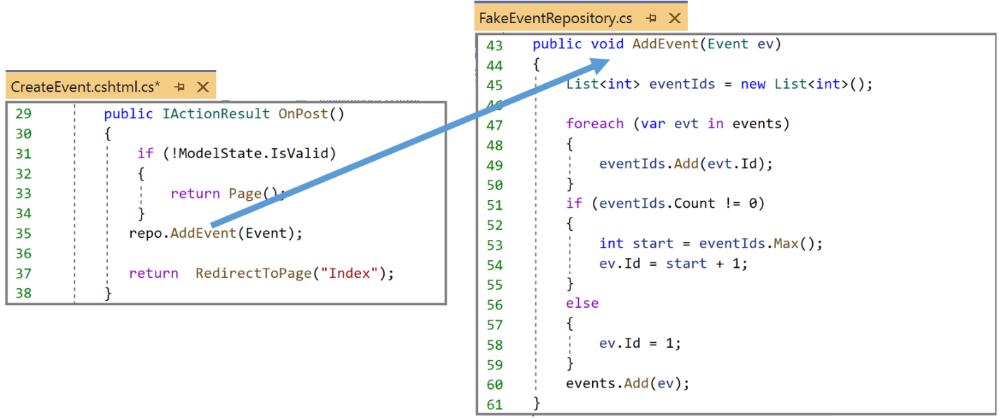 CreateEvent.cshtml.cs*
29 public IActionResult OnPost()
30 {
31 if (!ModelState.IsValid)
32 {
33 return Page();
34 }
35 repo.AddEvent(Event);
36
37 return  RedirectToPage("Index");
38 }
FakeEventRepository.cs
43 public void AddEvent(Event ev)
44 {
45 List<int> eventIds = new List<int>();
46
47 foreach (var evt in events)
48 {
49 eventIds.Add(evt.Id);
50 }
51 if (eventIds.Count != 0)
52 {
53 int start = eventIds.Max();
54 ev.Id = start + 1;
55 }
56 else
57 {
58 ev.Id = 1;
59 }
60 events.Add(ev);
61 }